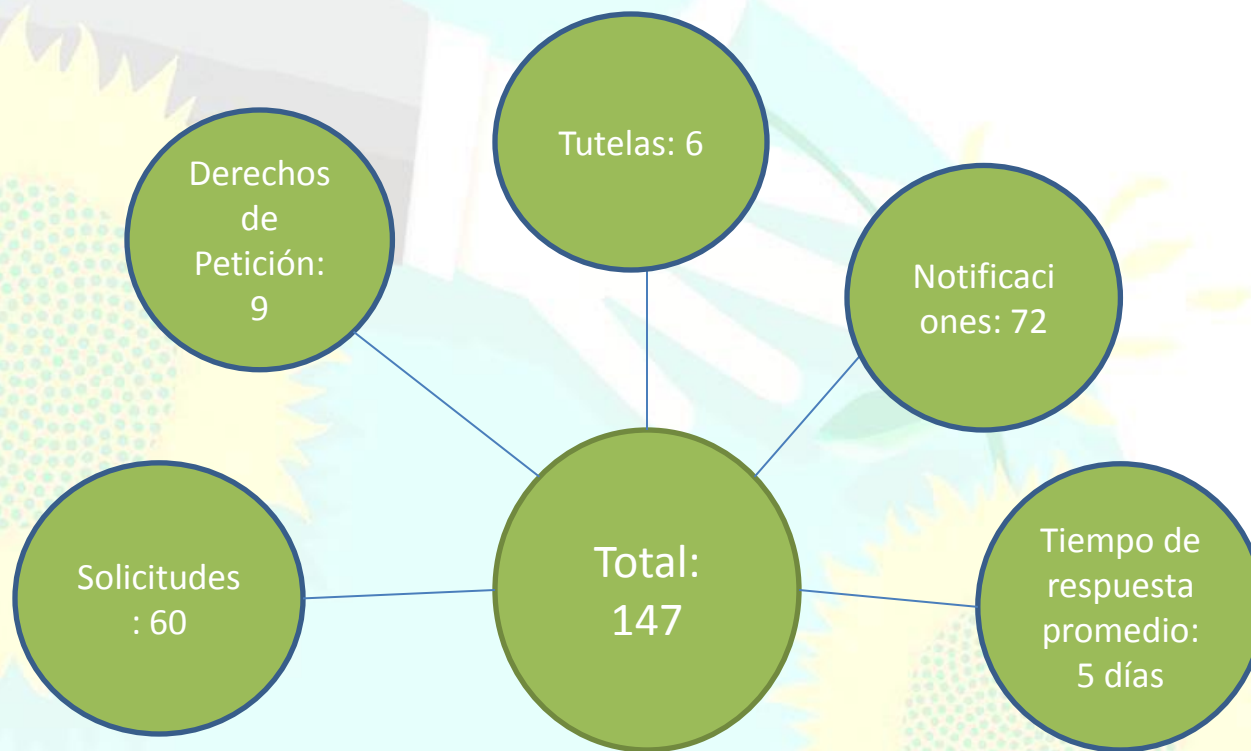 Tutelas: 6
Derechos
de
Petición:
9
Notificaci
ones: 72
Solicitudes
: 60
Total:
147
Tiempo de
respuesta
promedio:
5 días